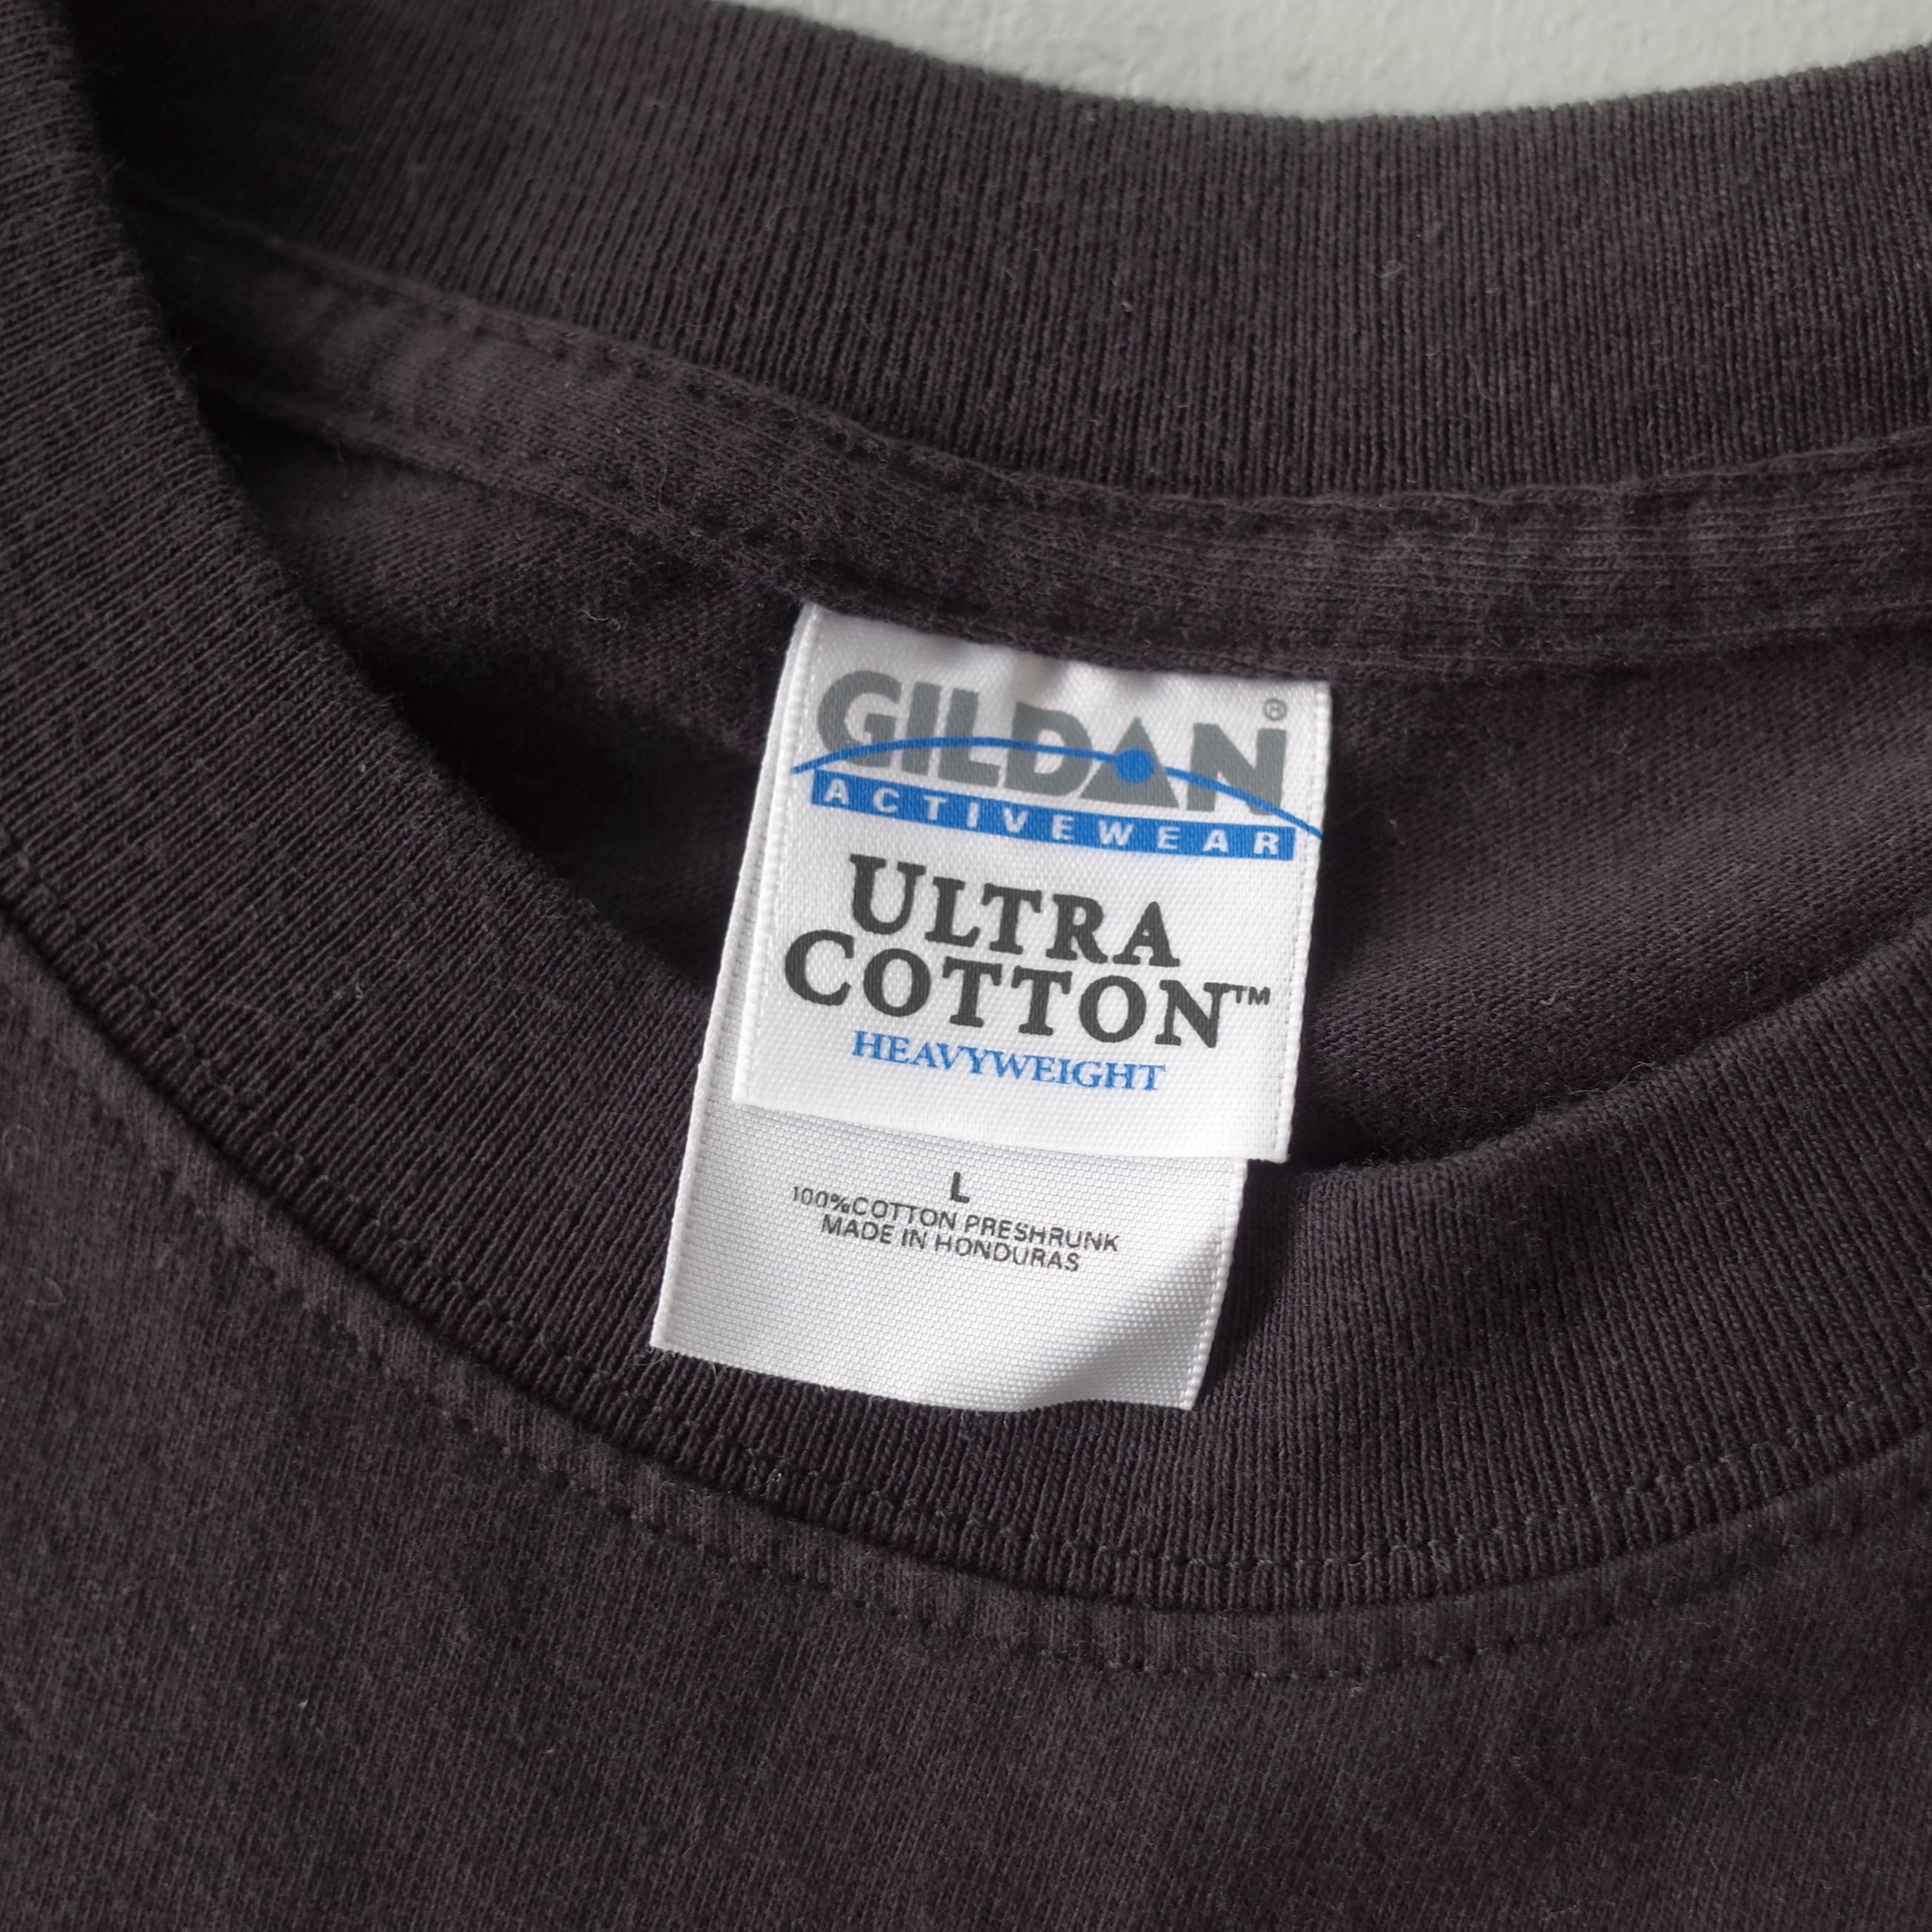 GILDAN®
ACTIVEWEAR
ULTRA
COTTON™
HEAVYWEIGHT
L
100%COTTON PRESHRUNK
MADE IN HONDURAS